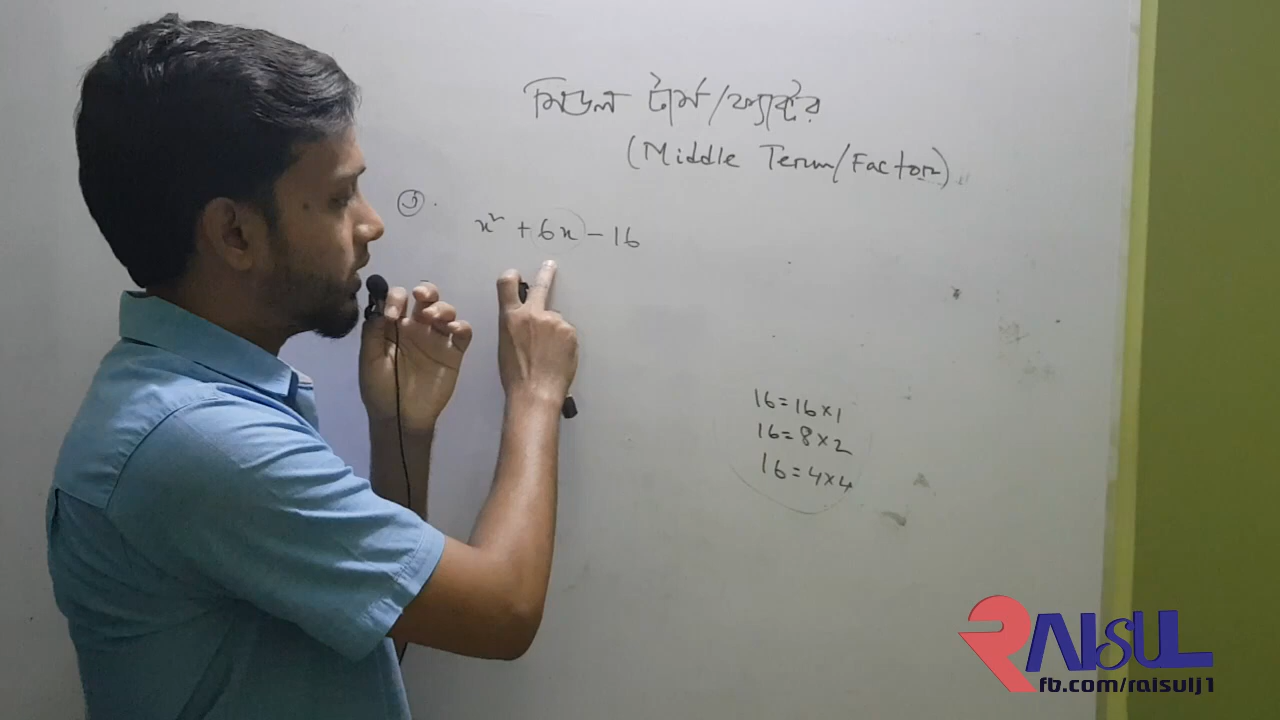 মিডল টার্ম/ফ্যাক্টর
(Middle Term/Factor)
৩.
x² + 6x - 16
16=16×1
16=8×2
16=4×4
RAISUL
fb.com/raisulj1